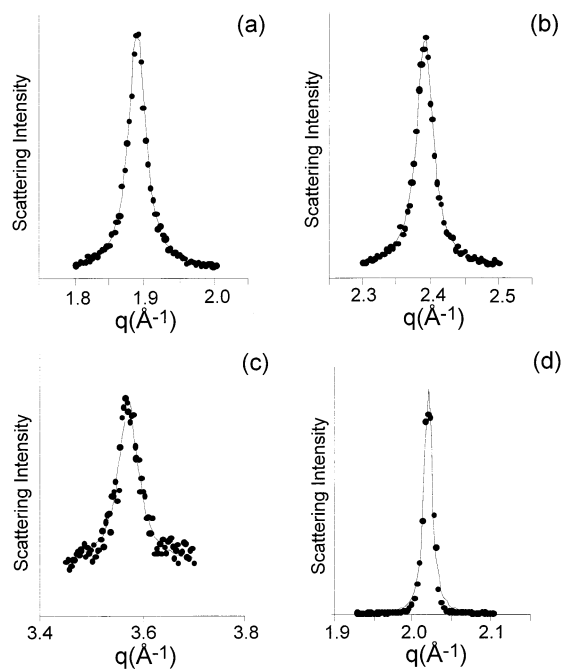 (a)
Scattering Intensity
1.8 1.9 2.0
q(Å-1)
(b)
Scattering Intensity
2.3 2.4 2.5
q(Å-1)
(c)
Scattering Intensity
3.4 3.6 3.8
q(Å-1)
(d)
Scattering Intensity
1.9 2.0 2.1
q(Å-1)